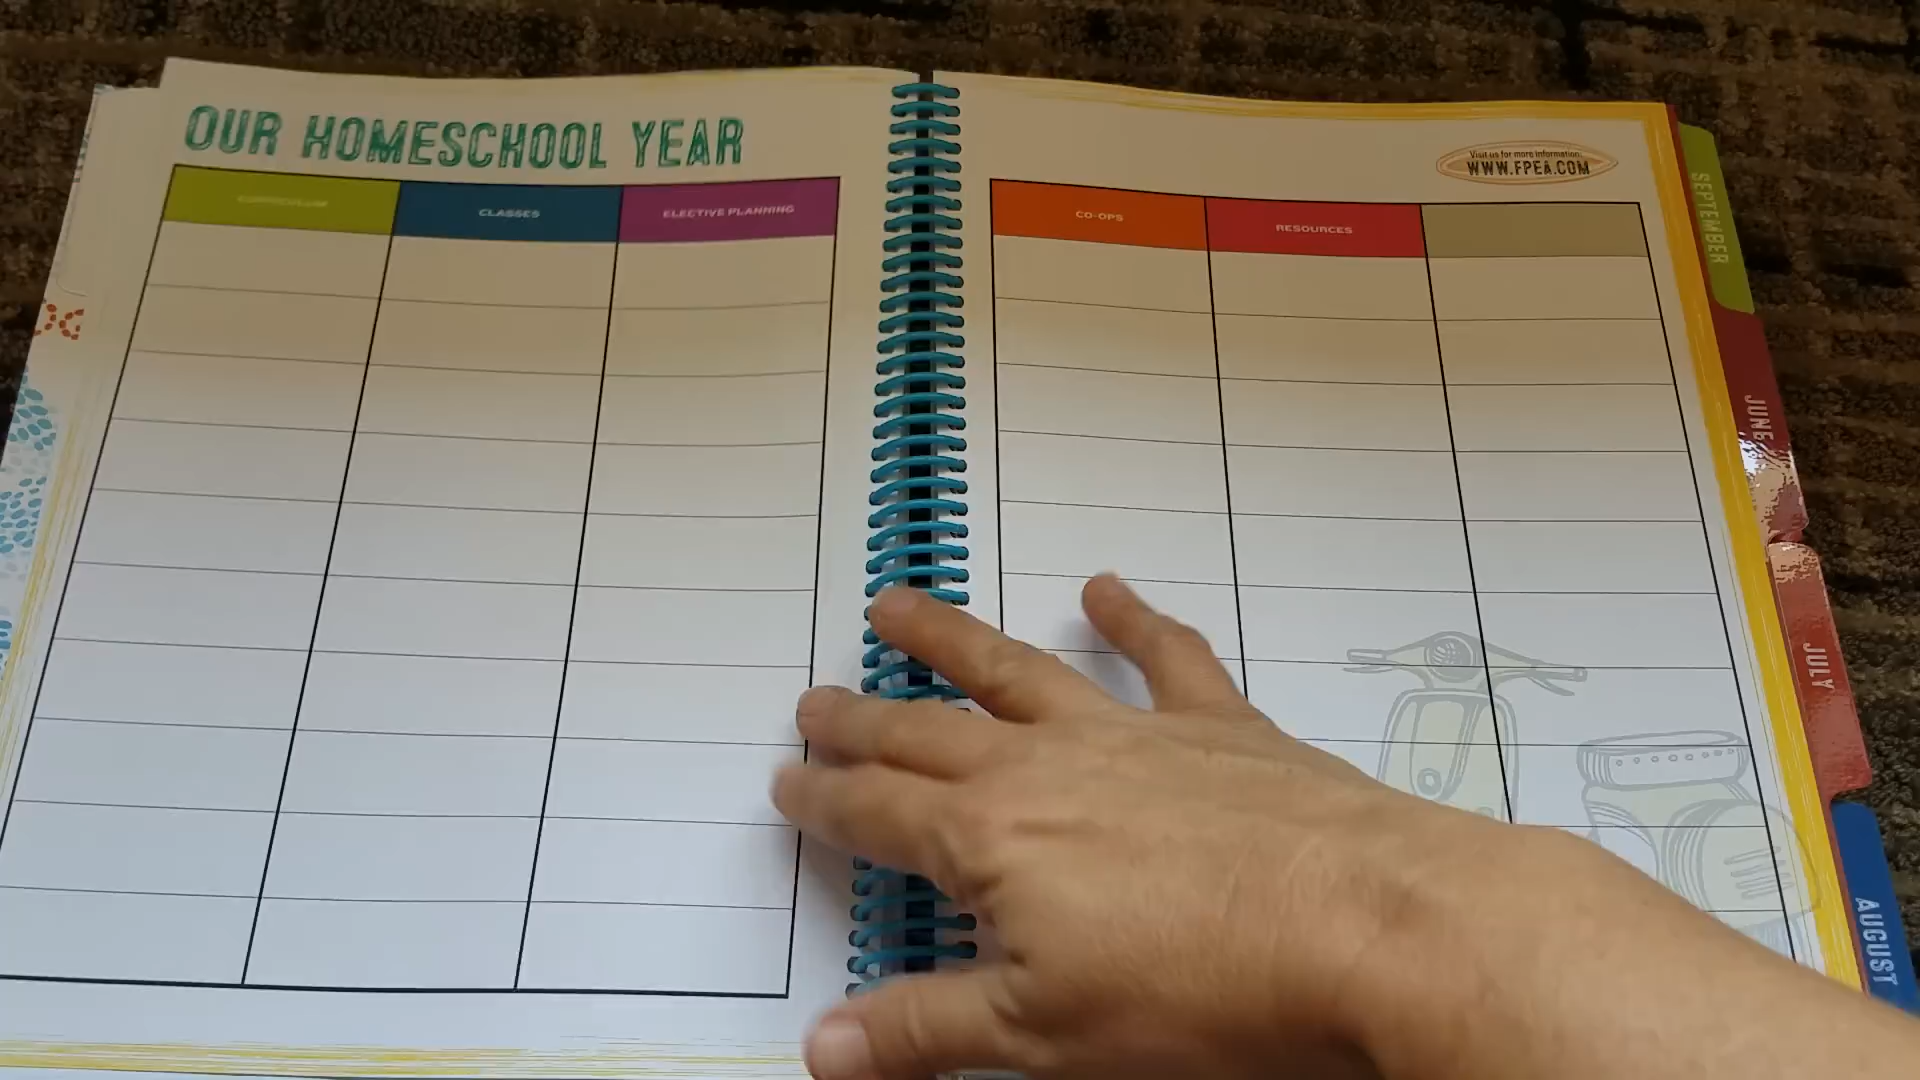 OUR HOMESCHOOL YEAR
CURRICULUM
CLASSES
ELECTIVE PLANNING
Visit us for more information.
WWW.FPEA.COM
CO-OPS
RESOURCES
SEPTEMBER
JUNE
JULY
AUGUST